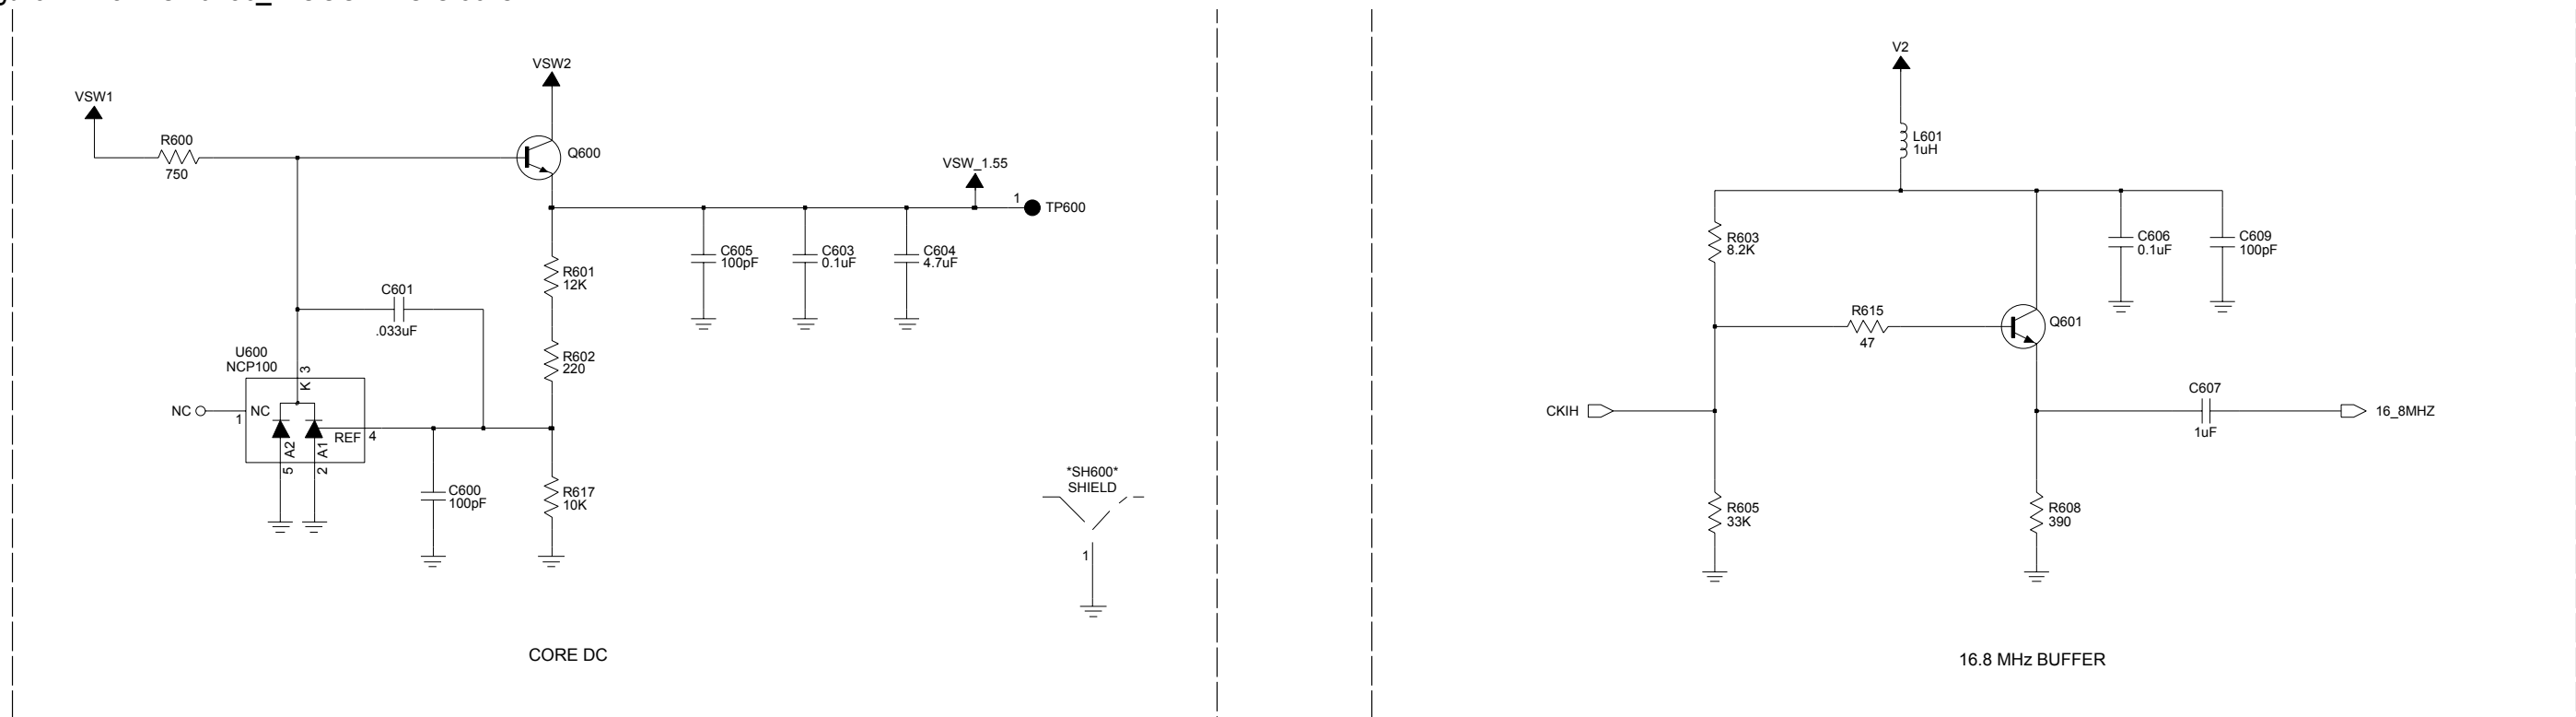 VSW1
R600
750
VSW2
Q600
VSW_1.55
1
TP600
C605
100pF
C603
0.1uF
C604
4.7uF
R601
12K
C601
.033uF
R602
220
U600
NCP100
K
3
NC
1
NC
A2
A1
REF
4
5
2
C600
100pF
R617
10K
*SH600*
SHIELD
1
CORE DC
V2
L601
1uH
R603
8.2K
C606
0.1uF
C609
100pF
R615
47
Q601
CKIH
C607
1uF
16_8MHZ
R605
33K
R608
390
16.8 MHz BUFFER